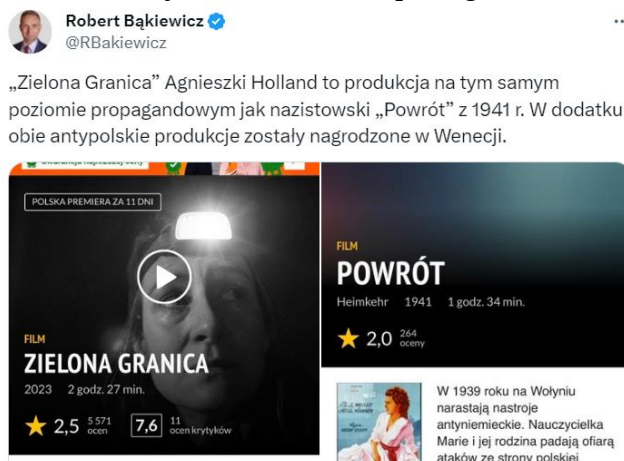 Robert Bąkiewicz
@RBakiewicz
„Zielona Granica” Agnieszki Holland to produkcja na tym samym
poziomie propagandowym jak nazistowski „Powrót” z 1941 r. W dodatku
obie antypolskie produkcje zostały nagrodzone w Wenecji.
POLSKA PREMIERA ZA 11 DNI
FILM
ZIELONA GRANICA
2023 2 godz. 27 min.
2,5 5 571 ocen 7,6 11 ocen krytyków
FILM
POWRÓT
Heimkehr 1941 1 godz. 34 min.
2,0 264 oceny
W 1939 roku na Wołyniu
narastają nastroje
antyniemieckie. Nauczycielka
Marie i jej rodzina padają ofiarą
ataków ze strony polskiej